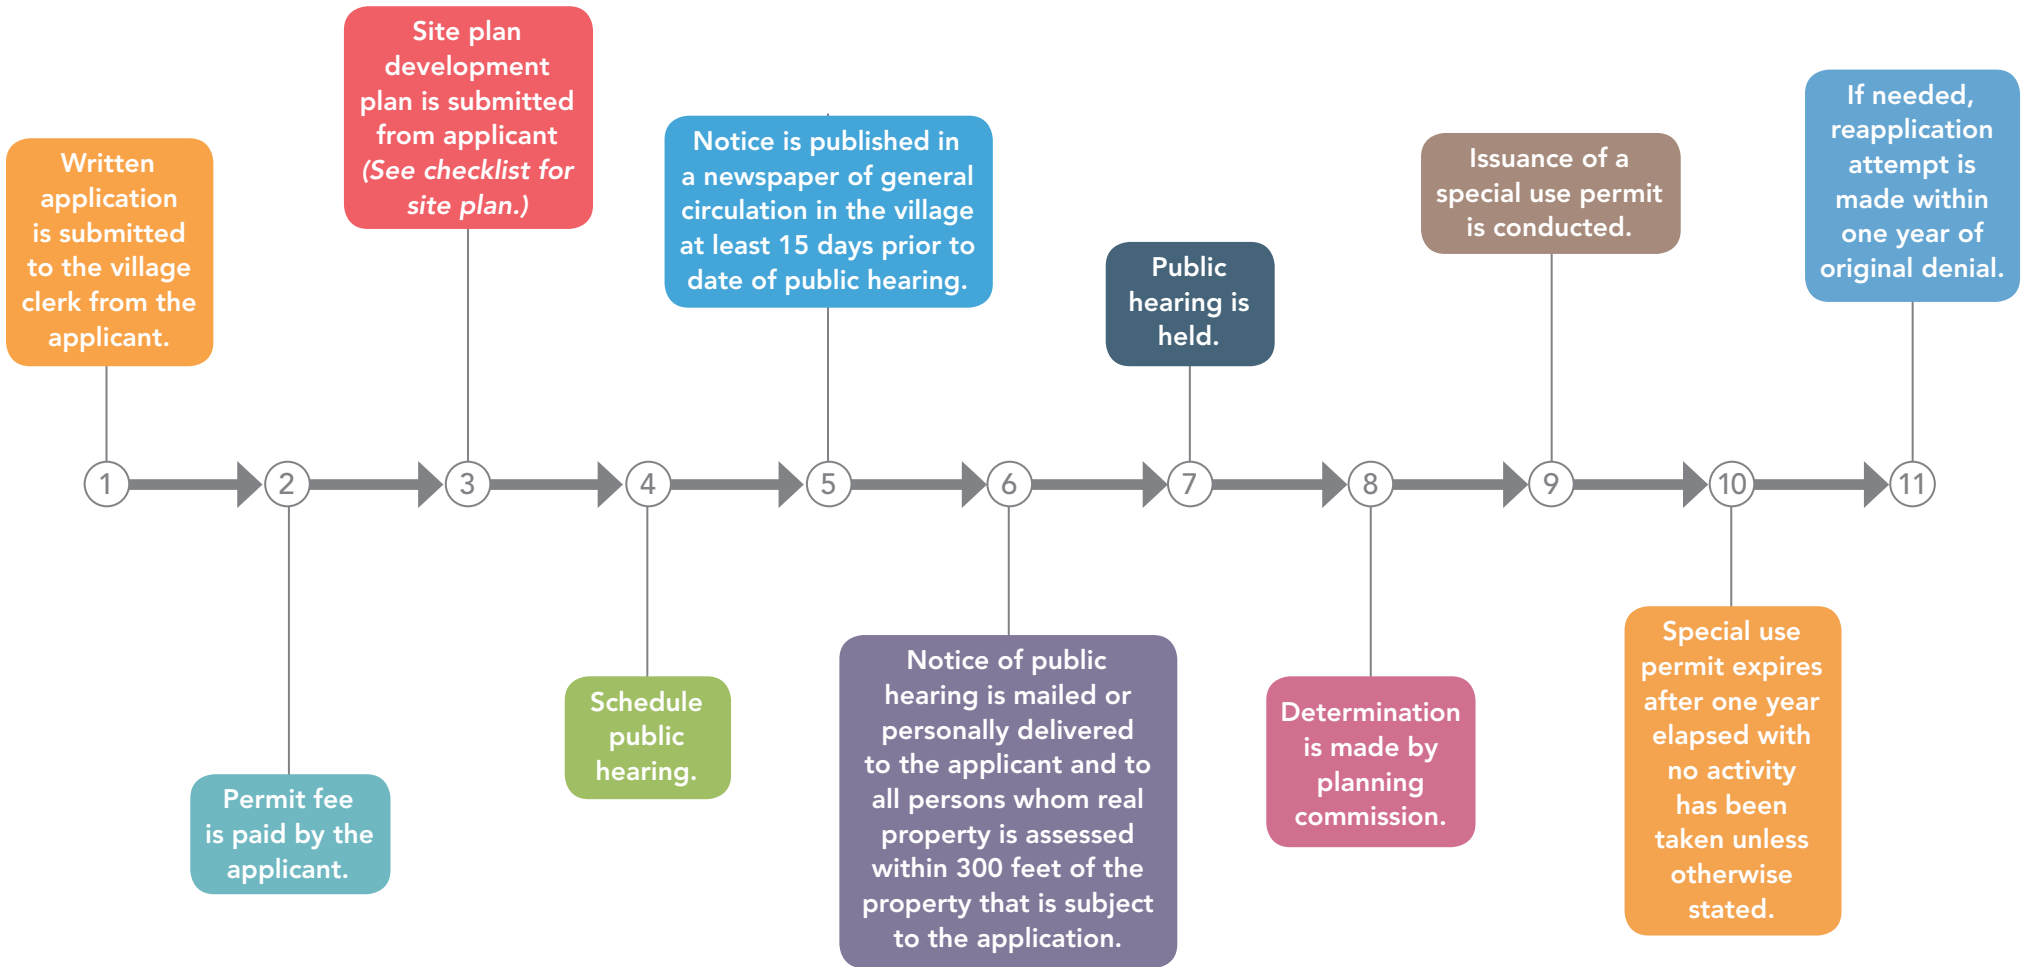 Written
application
is submitted
to the village
clerk from the
applicant.
Site plan
development
plan is submitted
from applicant
(See checklist for
site plan.)
Notice is published in
a newspaper of general
circulation in the village
at least 15 days prior to
date of public hearing.
Public
hearing is
held.
Issuance of a
special use permit
is conducted.
If needed,
reapplication
attempt is
made within
one year of
original denial.
1
2
3
4
5
6
7
8
9
10
11
Permit fee
is paid by the
applicant.
Schedule
public
hearing.
Notice of public
hearing is mailed or
personally delivered
to the applicant and to
all persons whom real
property is assessed
within 300 feet of the
property that is subject
to the application.
Determination
is made by
planning
commission.
Special use
permit expires
after one year
elapsed with
no activity
has been
taken unless
otherwise
stated.